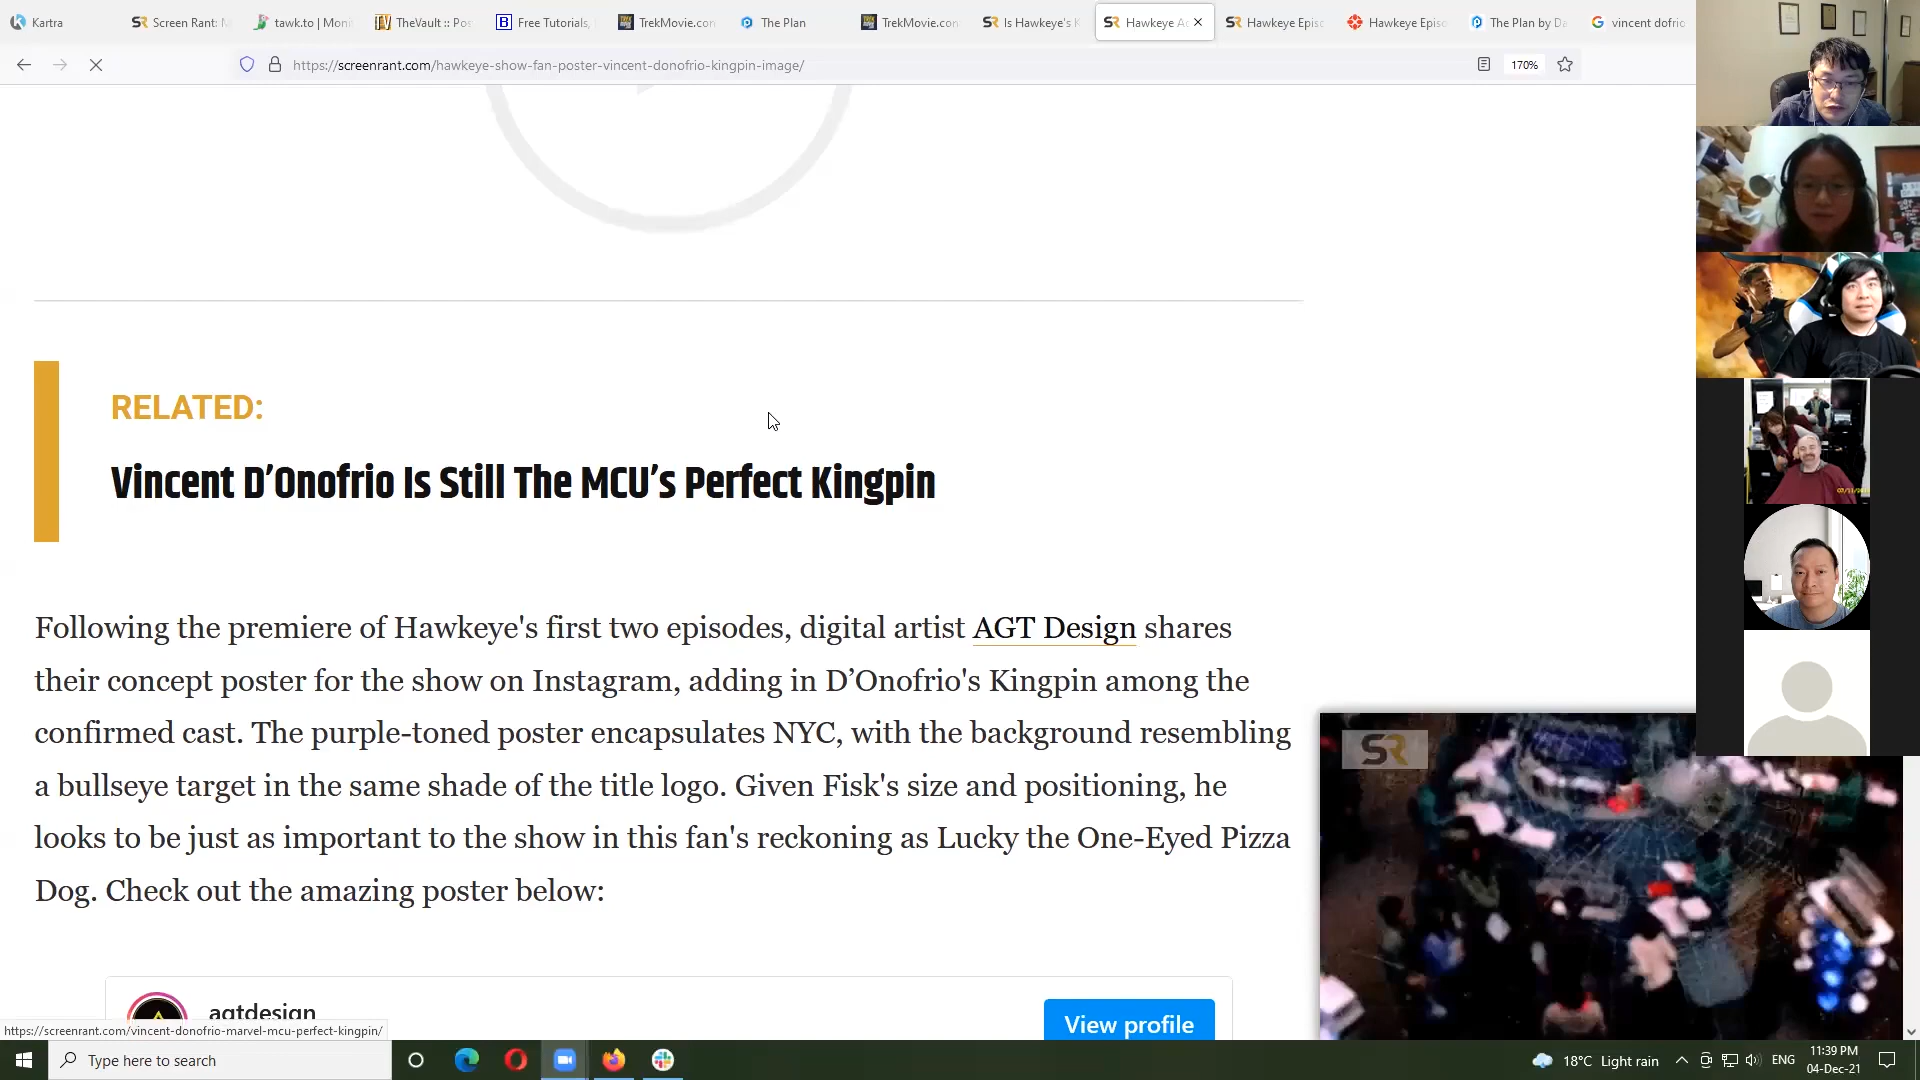 Kartra
SR Screen Rant:
tawk.to | Moni
TheVault :: Pos
Free Tutorials,
TrekMovie.con
The Plan
TrekMovie.con
SR Is Hawkeye's K
SR Hawkeye Ac
SR Hawkeye Episo
Hawkeye Episo
The Plan by Da
vincent dofrio
https://screenrant.com/hawkeye-show-fan-poster-vincent-donofrio-kingpin-image/
170%
RELATED:
Vincent D’Onofrio Is Still The MCU’s Perfect Kingpin
Following the premiere of Hawkeye's first two episodes, digital artist AGT Design shares
their concept poster for the show on Instagram, adding in D’Onofrio's Kingpin among the
confirmed cast. The purple-toned poster encapsulates NYC, with the background resembling
a bullseye target in the same shade of the title logo. Given Fisk's size and positioning, he
looks to be just as important to the show in this fan's reckoning as Lucky the One-Eyed Pizza
Dog. Check out the amazing poster below:
agtdesign
View profile
SR
https://screenrant.com/vincent-donofrio-marvel-mcu-perfect-kingpin/
Type here to search
18°C Light rain
ENG
11:39 PM
04-Dec-21